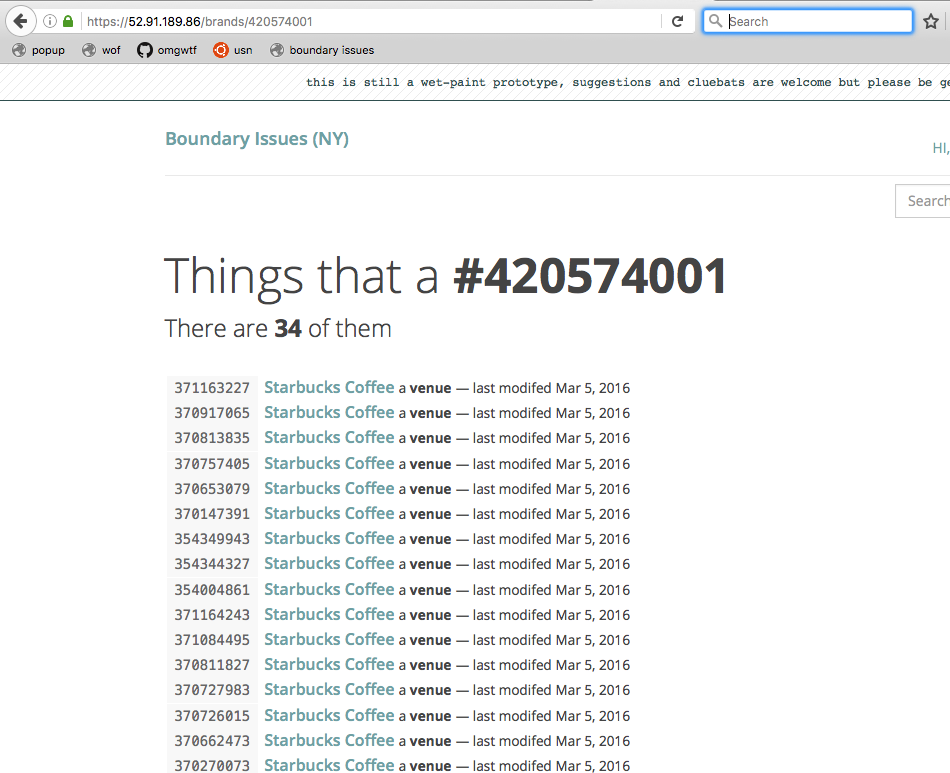 https://52.91.189.86/brands/420574001
Search
popup wof omgwtf usn boundary issues
this is still a wet-paint prototype, suggestions and cluebats are welcome but please be ge
Boundary Issues (NY)
HI,
Search
Things that a #420574001
There are 34 of them
371163227 Starbucks Coffee a venue — last modifed Mar 5, 2016
370917065 Starbucks Coffee a venue — last modifed Mar 5, 2016
370813835 Starbucks Coffee a venue — last modifed Mar 5, 2016
370757405 Starbucks Coffee a venue — last modifed Mar 5, 2016
370653079 Starbucks Coffee a venue — last modifed Mar 5, 2016
370147391 Starbucks Coffee a venue — last modifed Mar 5, 2016
354349943 Starbucks Coffee a venue — last modifed Mar 5, 2016
354344327 Starbucks Coffee a venue — last modifed Mar 5, 2016
354004861 Starbucks Coffee a venue — last modifed Mar 5, 2016
371164243 Starbucks Coffee a venue — last modifed Mar 5, 2016
371084495 Starbucks Coffee a venue — last modifed Mar 5, 2016
370811827 Starbucks Coffee a venue — last modifed Mar 5, 2016
370727983 Starbucks Coffee a venue — last modifed Mar 5, 2016
370726015 Starbucks Coffee a venue — last modifed Mar 5, 2016
370662473 Starbucks Coffee a venue — last modifed Mar 5, 2016
370270073 Starbucks Coffee a venue — last modifed Mar 5, 2016